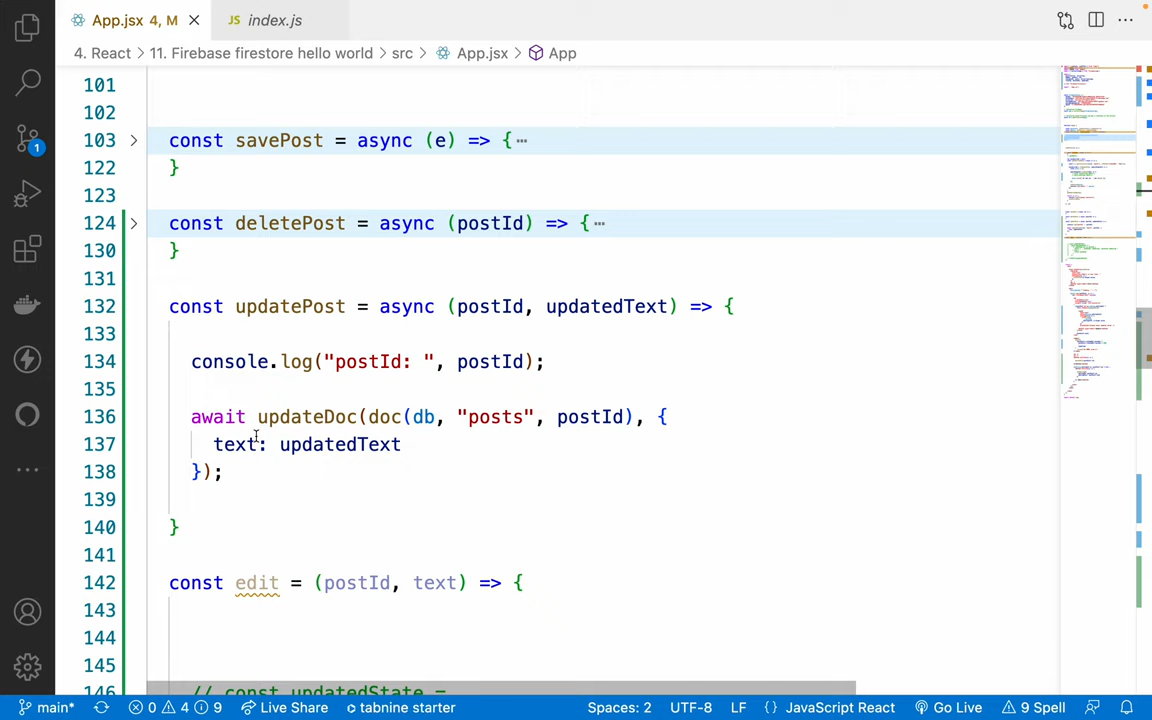 App.jsx 4, M
JS index.js
4. React > 11. Firebase firestore hello world > src > App.jsx > App
101
102
103 const savePost = async (e) => {…
122 }
123
124 const deletePost = async (postId) => {…
130 }
131
132 const updatePost = async (postId, updatedText) => {
133
134 console.log("postId: ", postId);
135
136 await updateDoc(doc(db, "posts", postId), {
137 text: updatedText
138 });
139
140 }
141
142 const edit = (postId, text) => {
143
144
145
146 // const updatedState =
1
main* 0 4 9 Live Share tabnine starter Spaces: 2 UTF-8 LF {} JavaScript React Go Live 9 Spell